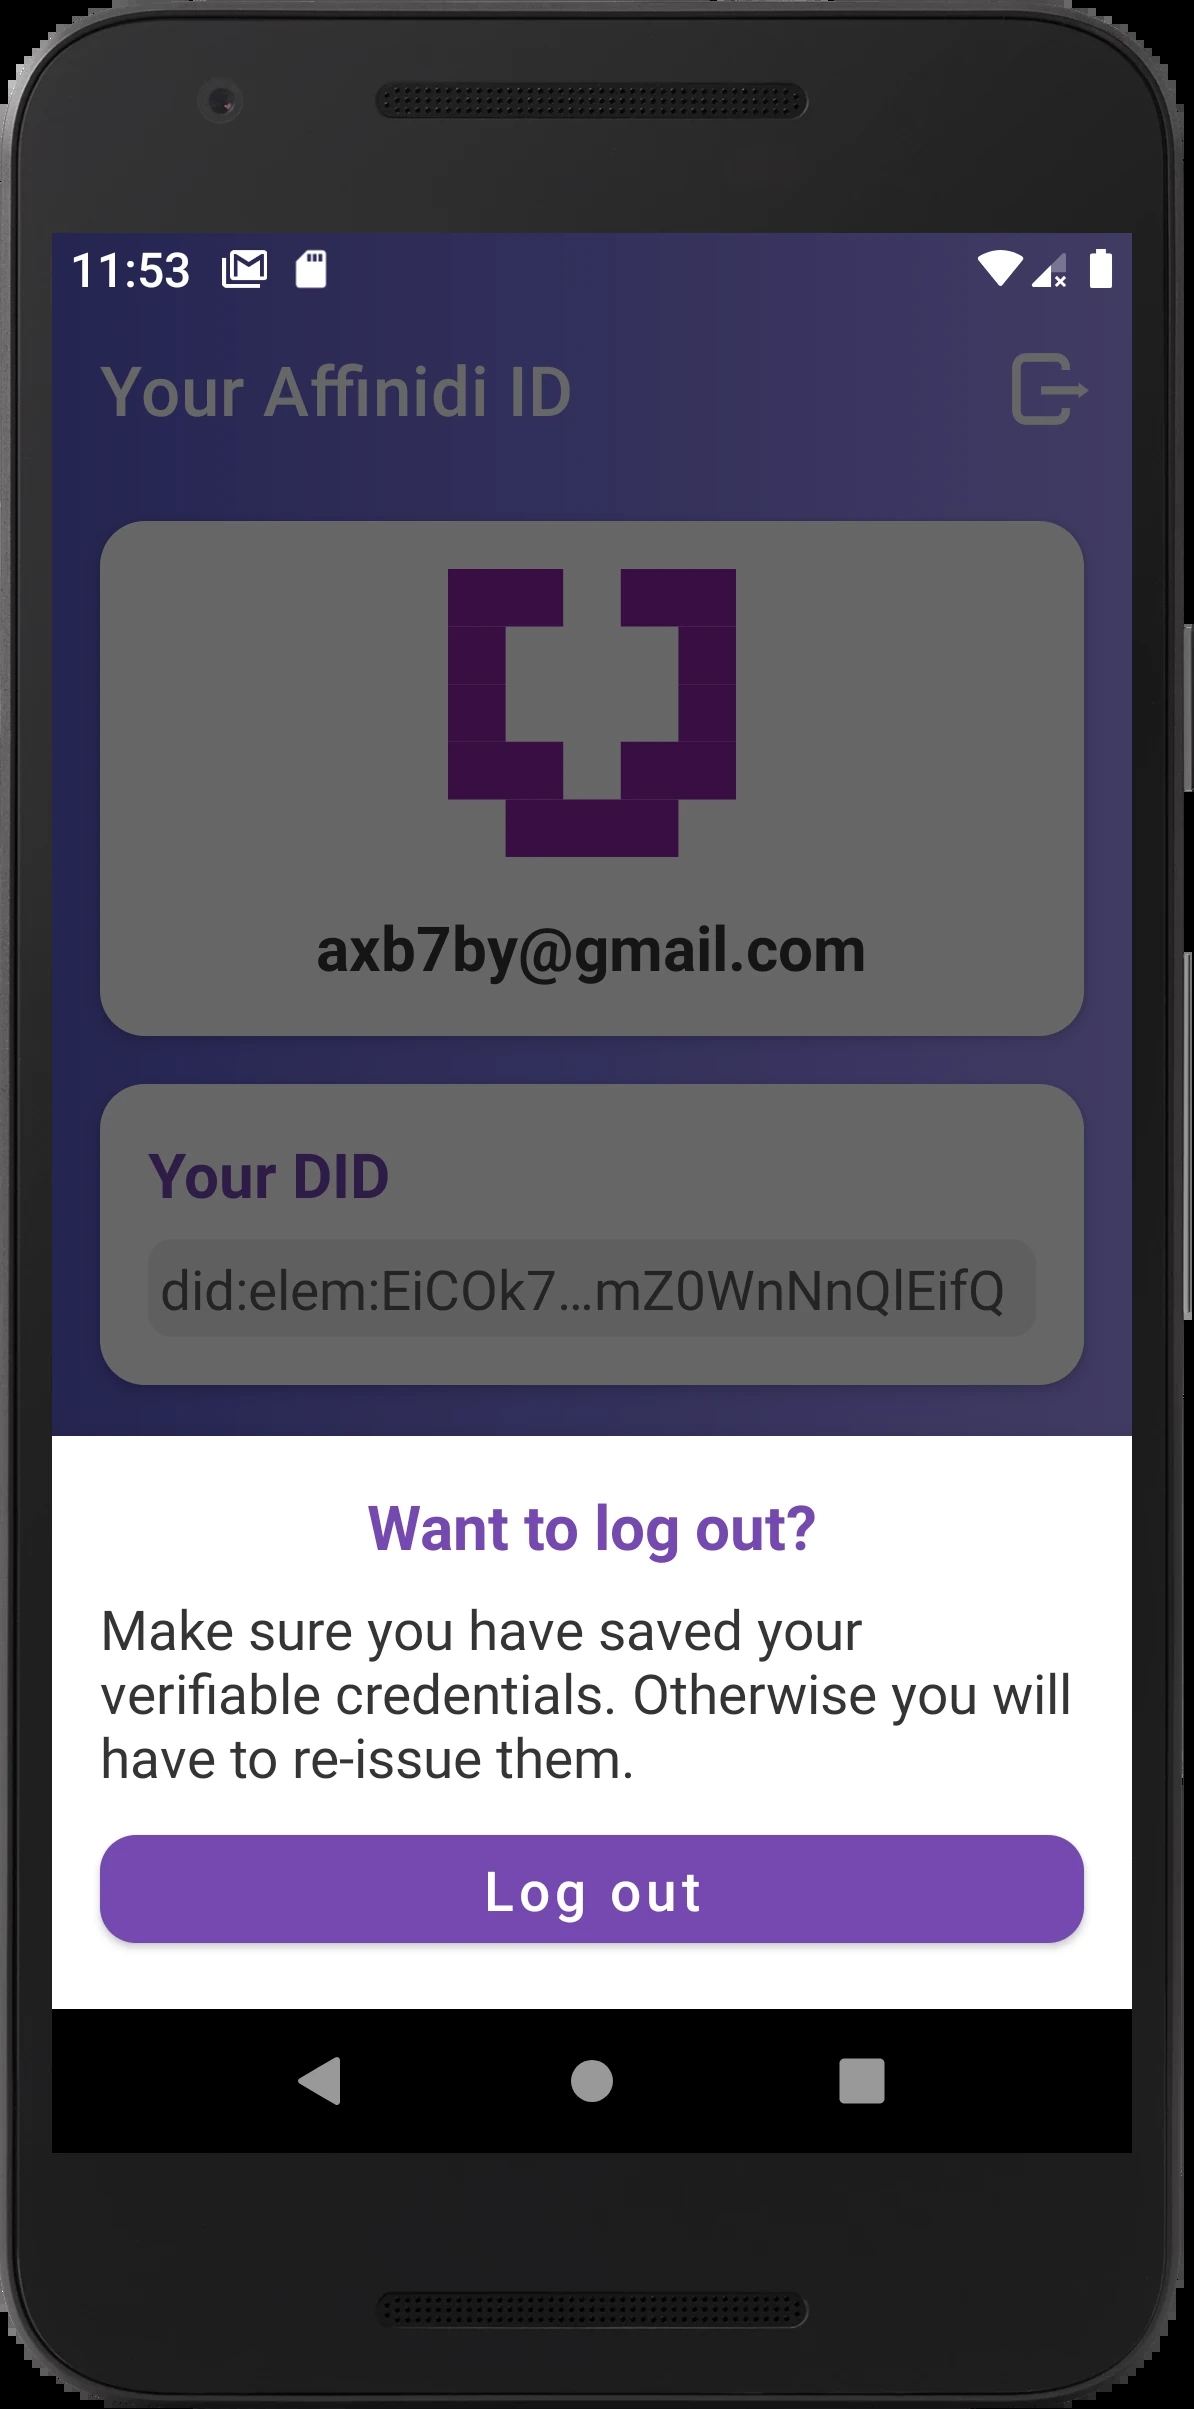 11:53
Your Affinidi ID
axb7by@gmail.com
Your DID
did:elem:EiCOk7...mZ0WnNnQlEifQ
Want to log out?
Make sure you have saved your
verifiable credentials. Otherwise you will
have to re-issue them.
Log out